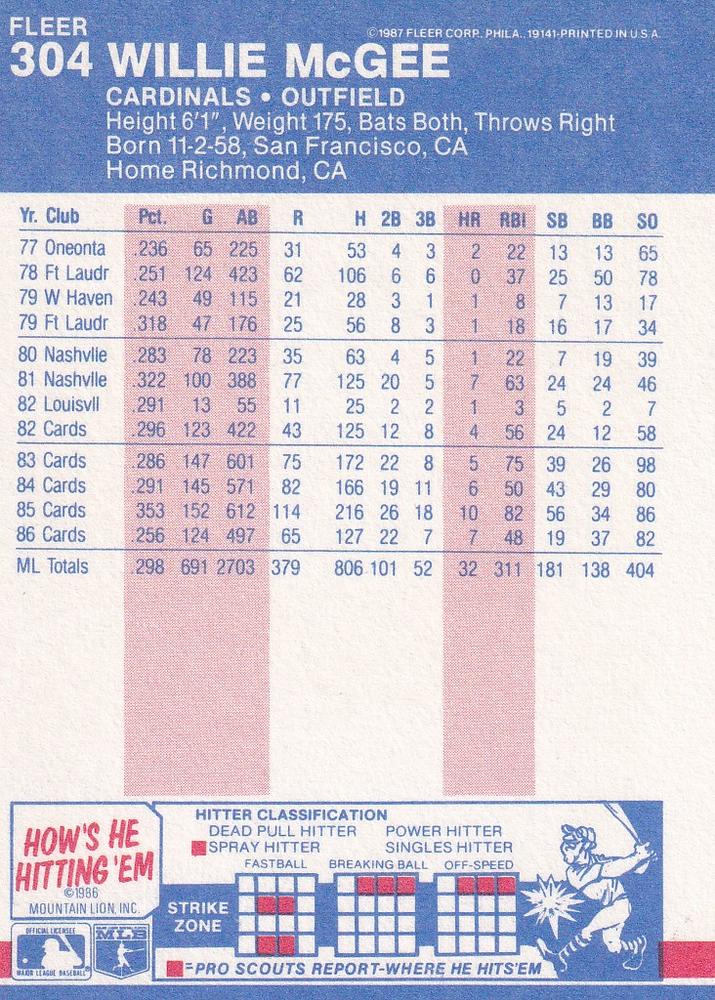 FLEER
©1987 FLEER CORP. PHILA., 19141-PRINTED IN U.S.A.
304 WILLIE McGEE
CARDINALS • OUTFIELD
Height 6'1", Weight 175, Bats Both, Throws Right
Born 11-2-58, San Francisco, CA
Home Richmond, CA
Yr. Club Pct. G AB R H 2B 3B HR RBI SB BB SO
77 Oneonta .236 65 225 31 53 4 3 2 22 13 13 65
78 Ft Laudr .251 124 423 62 106 6 6 0 37 25 50 78
79 W Haven .243 49 115 21 28 3 1 1 8 7 13 17
79 Ft Laudr .318 47 176 25 56 8 3 1 18 16 17 34
80 Nashvlle .283 78 223 35 63 4 5 1 22 7 19 39
81 Nashvlle .322 100 388 77 125 20 5 7 63 24 24 46
82 Louisvll .291 13 55 11 25 2 2 1 3 5 2 7
82 Cards .296 123 422 43 125 12 8 4 56 24 12 58
83 Cards .286 147 601 75 172 22 8 5 75 39 26 98
84 Cards .291 145 571 82 166 19 11 6 50 43 29 80
85 Cards 353 152 612 114 216 26 18 10 82 56 34 86
86 Cards .256 124 497 65 127 22 7 7 48 19 37 82
ML Totals .298 691 2703 379 806 101 52 32 311 181 138 404
HOW'S HE
HITTING 'EM
©1986
MOUNTAIN LION, INC.
OFFICIAL LICENSEE
MAJOR LEAGUE BASEBALL
MLB
HITTER CLASSIFICATION
DEAD PULL HITTER POWER HITTER
SPRAY HITTER SINGLES HITTER
FASTBALL BREAKING BALL OFF-SPEED
STRIKE
ZONE
=PRO SCOUTS REPORT-WHERE HE HITS'EM